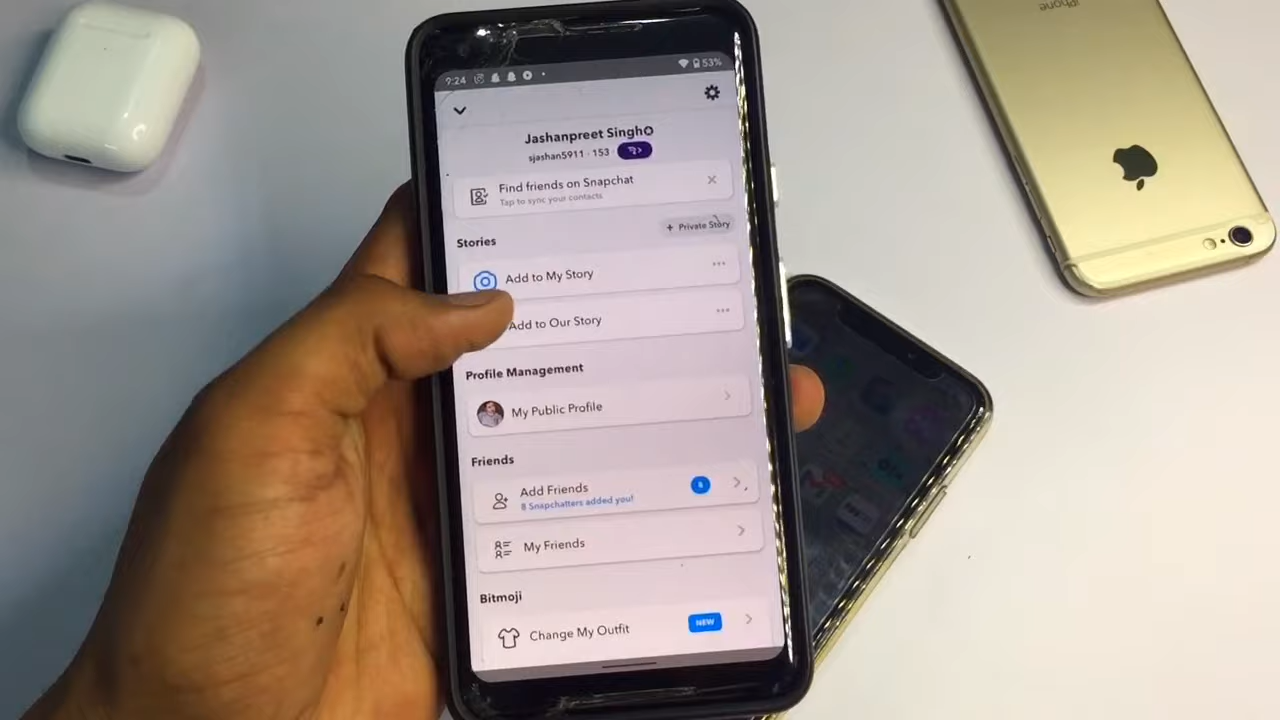 iPhone
9:24
53%
Jashanpreet Singh
sjashan5911 · 153
Find friends on Snapchat
Tap to sync your contacts
+ Private Story
Stories
Add to My Story
Add to Our Story
Profile Management
My Public Profile
Friends
Add Friends
8 Snapchatters added you!
8
My Friends
Bitmoji
Change My Outfit
NEW